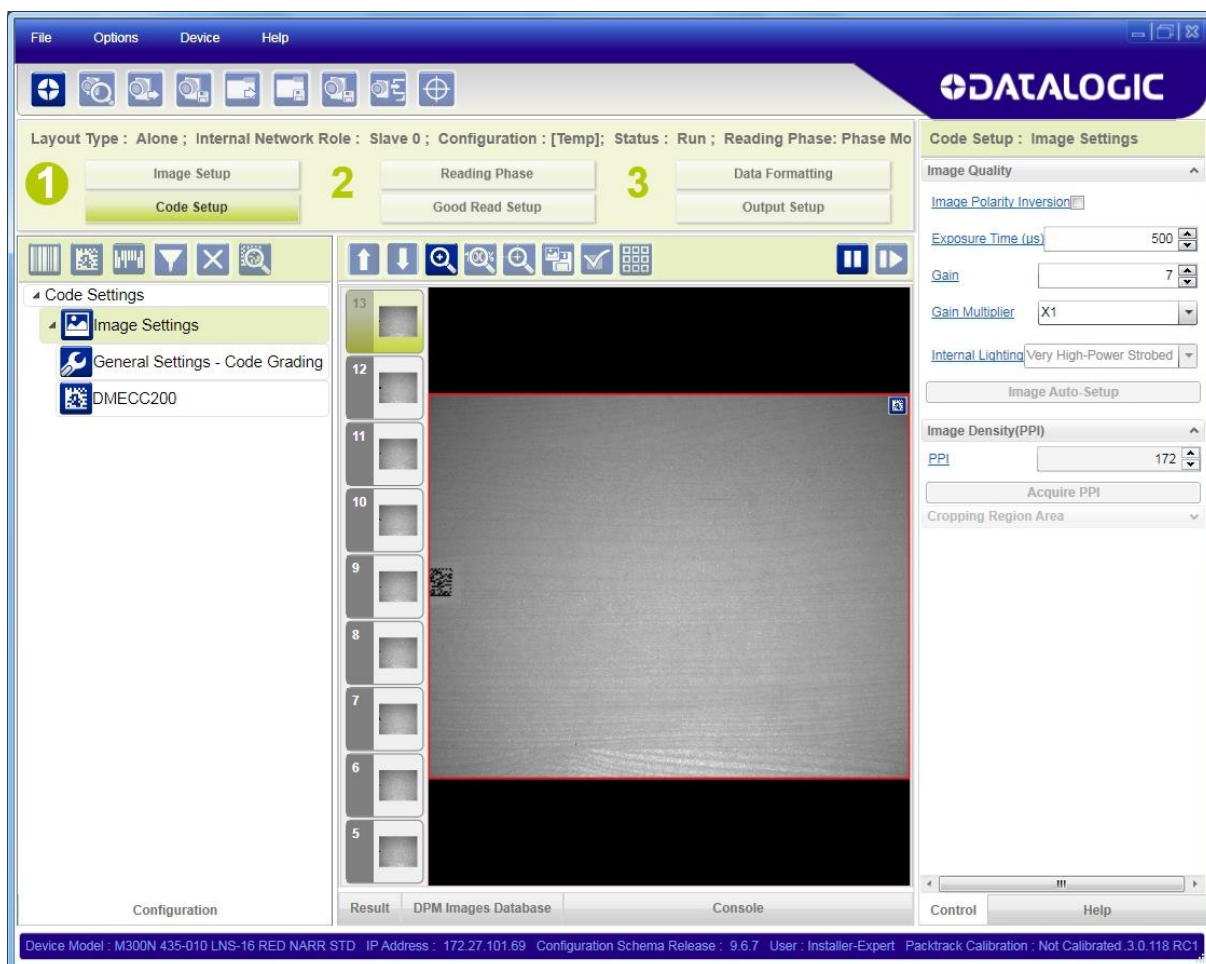 File Options Device Help
DATALOGIC
Layout Type : Alone ; Internal Network Role : Slave 0 ; Configuration : [Temp]; Status : Run ; Reading Phase: Phase Mo
1
Image Setup
Code Setup
2
Reading Phase
Good Read Setup
3
Data Formatting
Output Setup
Code Settings
Image Settings
General Settings - Code Grading
DMECC200
Configuration
100%
13
12
11
10
9
8
7
6
5
Result DPM Images Database Console
Code Setup : Image Settings
Image Quality
Image Polarity Inversion
Exposure Time (µs) 500
Gain 7
Gain Multiplier X1
Internal Lighting Very High-Power Strobed
Image Auto-Setup
Image Density(PPI)
PPI 172
Acquire PPI
Cropping Region Area
Control Help
Device Model : M300N 435-010 LNS-16 RED NARR STD IP Address : 172.27.101.69 Configuration Schema Release : 9.6.7 User : Installer-Expert Packtrack Calibration : Not Calibrated .3.0.118 RC1